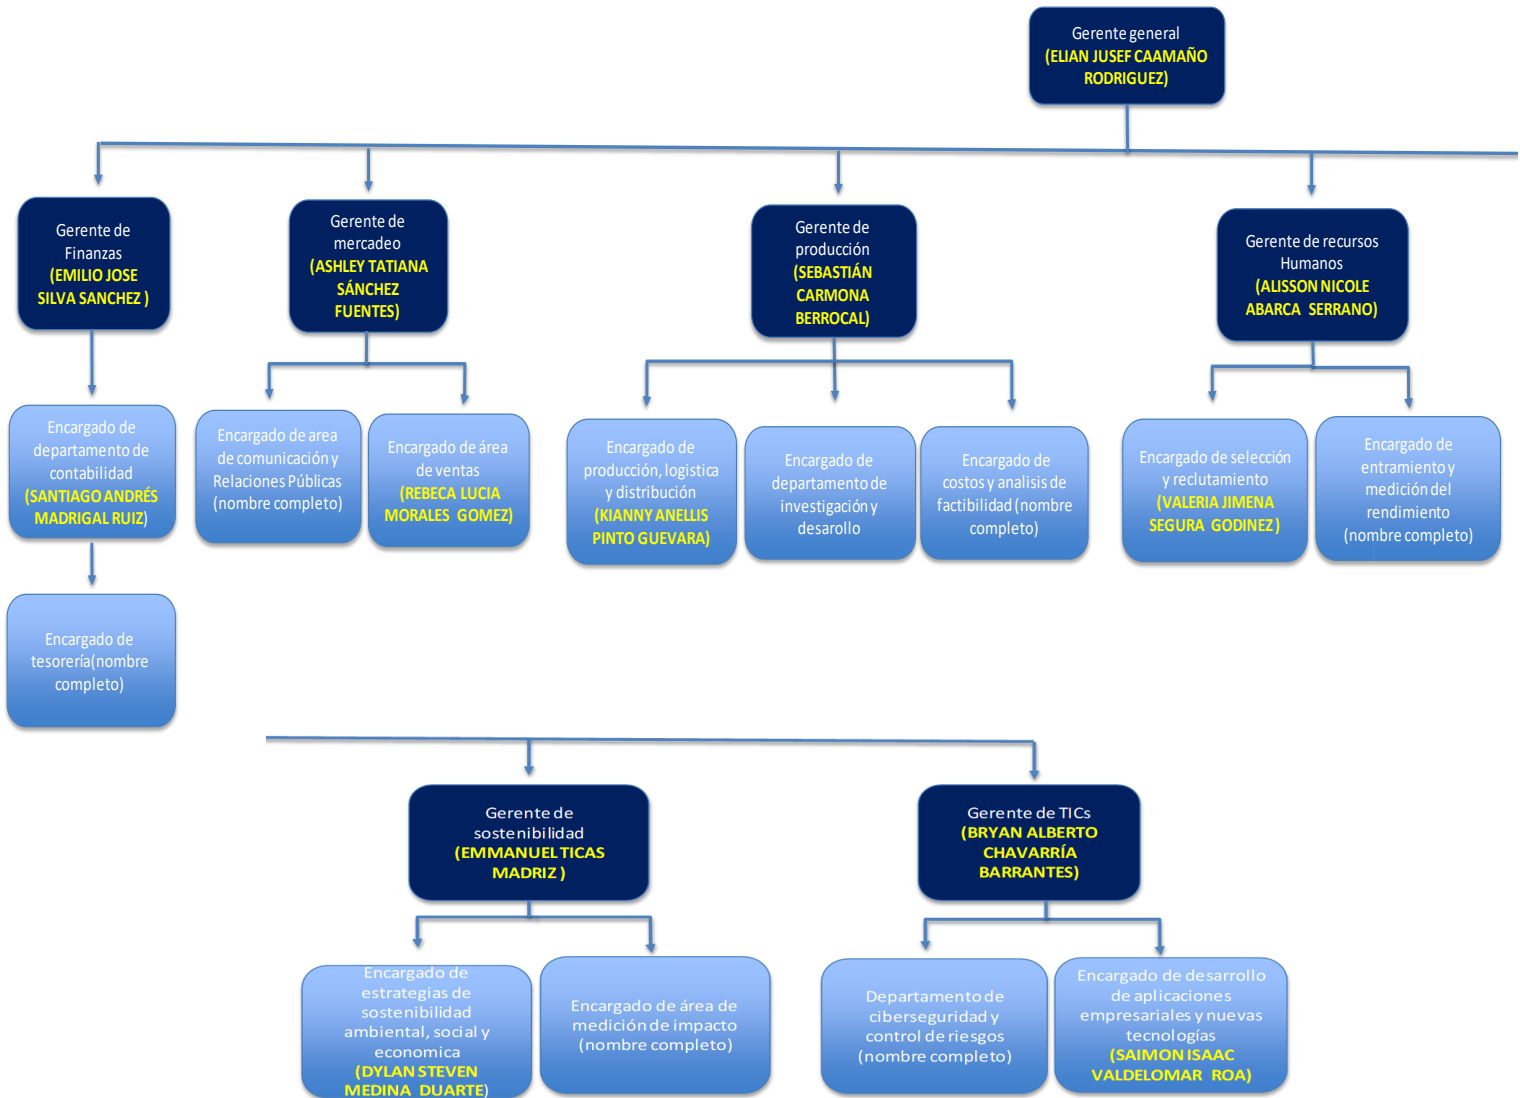 Gerente general
(ELIAN JUSEF CAAMAÑO
RODRIGUEZ)
Gerente de
Finanzas
(EMILIO JOSE
SILVA SANCHEZ )
Gerente de
mercadeo
(ASHLEY TATIANA
SÁNCHEZ
FUENTES)
Gerente de
producción
(SEBASTIÁN
CARMONA
BERROCAL)
Gerente de recursos
Humanos
(ALISSON NICOLE
ABARCA SERRANO)
Encargado de
departamento de
contabilidad
(SANTIAGO ANDRÉS
MADRIGAL RUIZ)
Encargado de area
de comunicación y
Relaciones Públicas
(nombre completo)
Encargado de área
de ventas
(REBECA LUCIA
MORALES GOMEZ)
Encargado de
producción, logistica
y distribución
(KIANNY ANELLIS
PINTO GUEVARA)
Encargado de
departamento de
investigación y
desarollo
Encargado de
costos y analisis de
factibilidad (nombre
completo)
Encargado de selección
y reclutamiento
(VALERIA JIMENA
SEGURA GODINEZ )
Encargado de
entramiento y
medición del
rendimiento
(nombre completo)
Encargado de
tesorería(nombre
completo)
Gerente de
sostenibilidad
(EMMANUEL TICAS
MADRIZ )
Gerente de TICs
(BRYAN ALBERTO
CHAVARRÍA
BARRANTES)
Encargado de
estrategias de
sostenibilidad
ambiental, social y
economica
(DYLAN STEVEN
MEDINA DUARTE)
Encargado de área de
medición de impacto
(nombre completo)
Departamento de
ciberseguridad y
control de riesgos
(nombre completo)
Encargado de desarrollo
de aplicaciones
empresariales y nuevas
tecnologías
(SAIMON ISAAC
VALDELOMAR ROA)